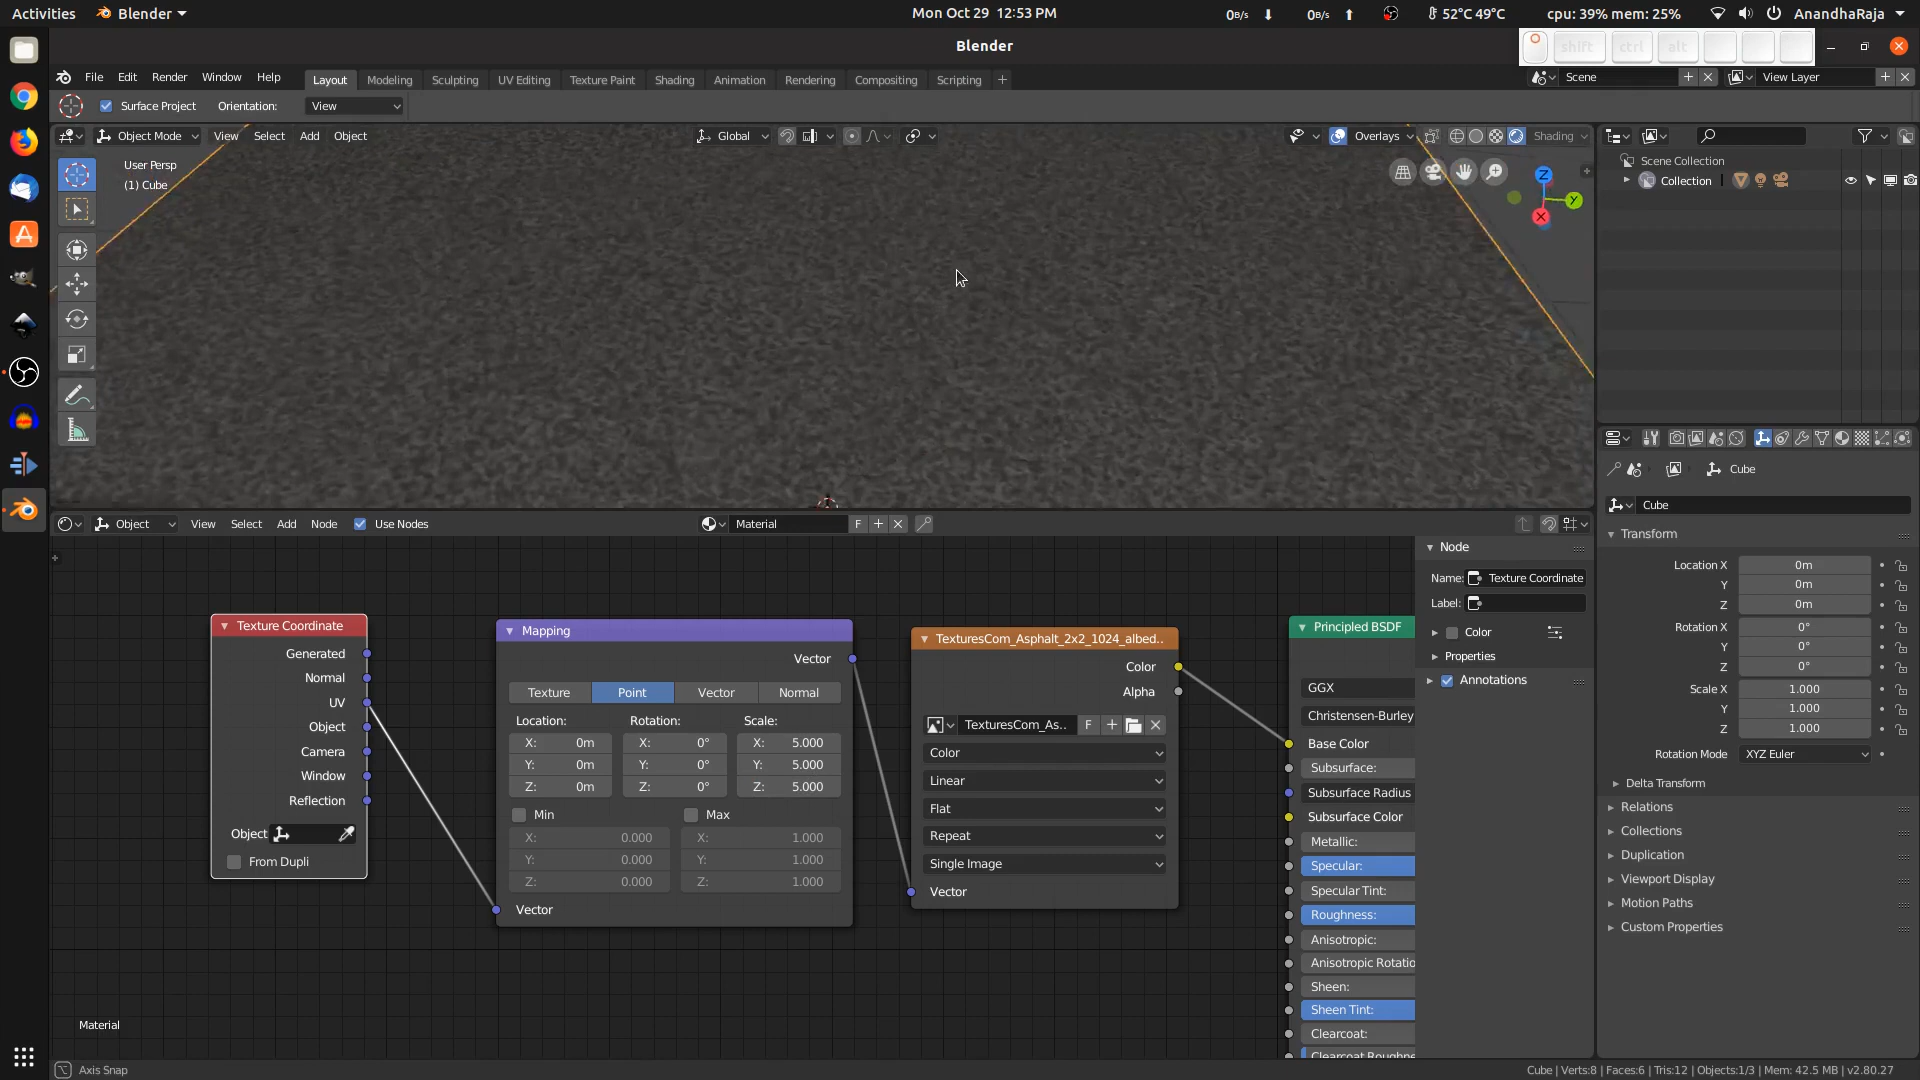 Activities Blender Mon Oct 29 12:53 PM 0B/s 0B/s 52°C 49°C cpu: 39% mem: 25% AnandhaRaja
Blender
shift ctrl alt
File Edit Render Window Help Layout Modeling Sculpting UV Editing Texture Paint Shading Animation Rendering Compositing Scripting Scene View Layer
Surface Project Orientation: View
Object Mode View Select Add Object Global Overlays Shading
User Persp
(1) Cube
Z
Y
X
Scene Collection
Collection
Cube
Cube
Transform
Location X 0m
Y 0m
Z 0m
Rotation X 0°
Y 0°
Z 0°
Scale X 1.000
Y 1.000
Z 1.000
Rotation Mode XYZ Euler
Delta Transform
Relations
Collections
Duplication
Viewport Display
Motion Paths
Custom Properties
Object View Select Add Node Use Nodes Material F
Texture Coordinate
Generated
Normal
UV
Object
Camera
Window
Reflection
Object
From Dupli
Mapping
Vector
Texture Point Vector Normal
Location: Rotation: Scale:
X: 0m X: 0° X: 5.000
Y: 0m Y: 0° Y: 5.000
Z: 0m Z: 0° Z: 5.000
Min Max
X: 0.000 X: 1.000
Y: 0.000 Y: 1.000
Z: 0.000 Z: 1.000
Vector
TexturesCom_Asphalt_2x2_1024_albed..
Color
Alpha
TexturesCom_As.. F
Color
Linear
Flat
Repeat
Single Image
Vector
Principled BSDF
GGX
Christensen-Burley
Base Color
Subsurface:
Subsurface Radius
Subsurface Color
Metallic:
Specular:
Specular Tint:
Roughness:
Anisotropic:
Anisotropic Rotatio
Sheen:
Sheen Tint:
Clearcoat:
Node
Name: Texture Coordinate
Label:
Color
Properties
Annotations
Material
Axis Snap Cube | Verts:8 | Faces:6 | Tris:12 | Objects:1/3 | Mem: 42.5 MB | v2.80.27